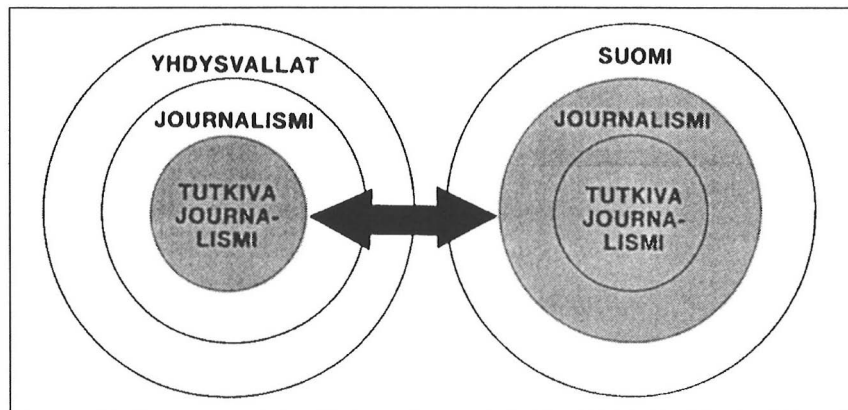 YHDYSVALLAT
JOURNALISMI
TUTKIVA
JOURNA-
LISMI
SUOMI
JOURNALISMI
TUTKIVA
JOURNA-
LISMI